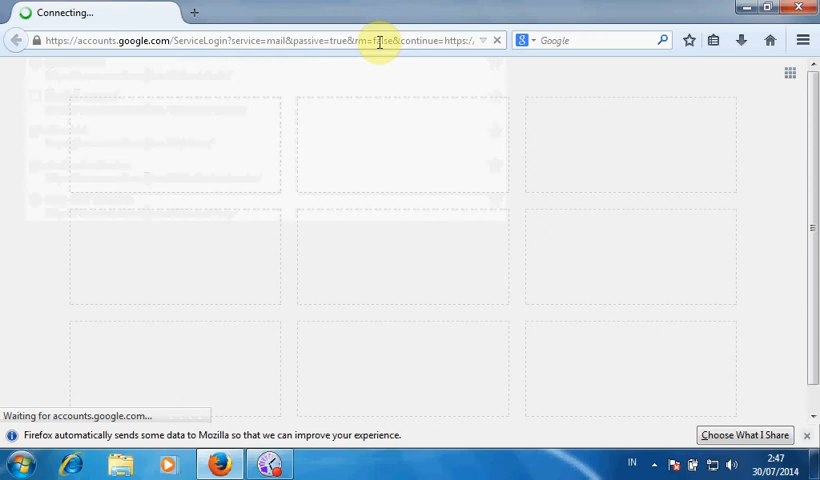 Connecting...
https://accounts.google.com/ServiceLogin?service=mail&passive=true&rm=false&continue=https:/
Google
Waiting for accounts.google.com...
Firefox automatically sends some data to Mozilla so that we can improve your experience.
Choose What I Share
IN
2:47
30/07/2014